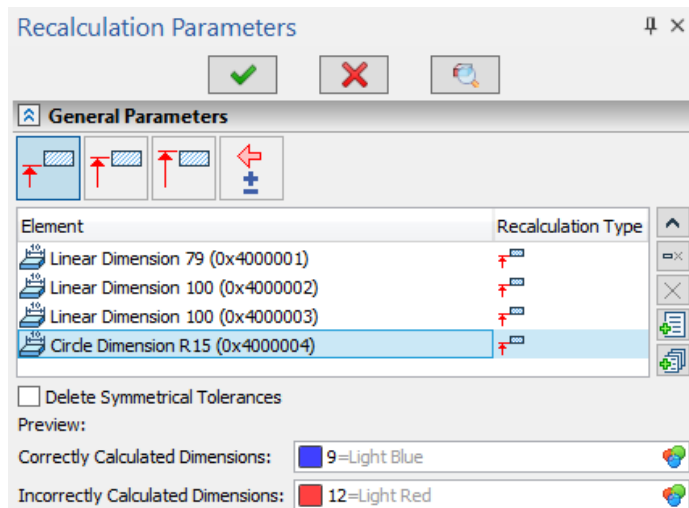 Recalculation Parameters
General Parameters
Element Recalculation Type
Linear Dimension 79 (0x4000001)
Linear Dimension 100 (0x4000002)
Linear Dimension 100 (0x4000003)
Circle Dimension R15 (0x4000004)
Delete Symmetrical Tolerances
Preview:
Correctly Calculated Dimensions: 9=Light Blue
Incorrectly Calculated Dimensions: 12=Light Red